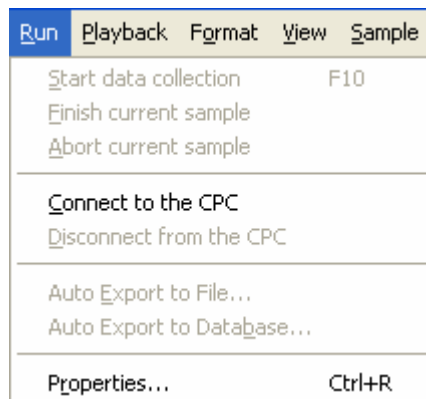 Run Playback Format View Sample
Start data collection F10
Finish current sample
Abort current sample
Connect to the CPC
Disconnect from the CPC
Auto Export to File...
Auto Export to Database...
Properties... Ctrl+R